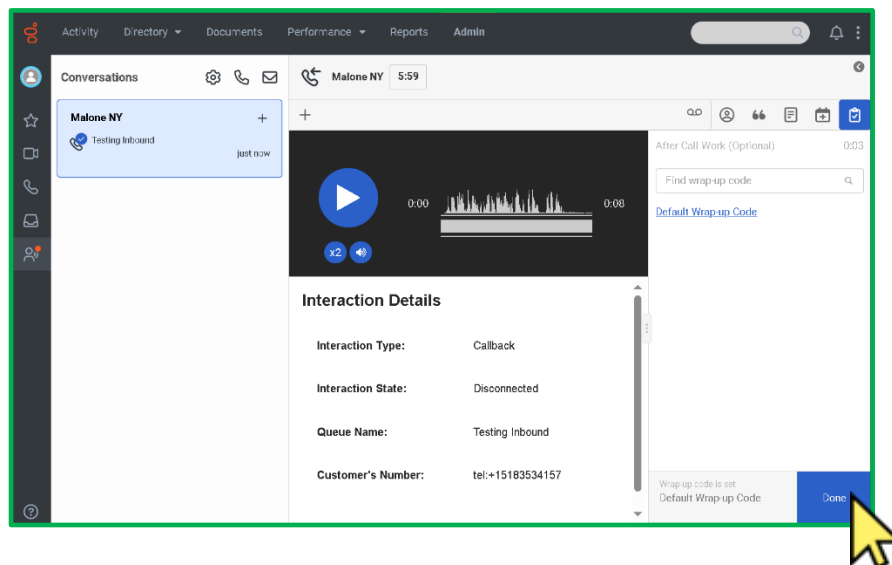 Activity Directory Documents Performance Reports Admin
Conversations
Malone NY 5:59
Malone NY
Testing Inbound
just now
After Call Work (Optional) 0:03
Find wrap-up code
Default Wrap-up Code
0:00 0:08
x2
Interaction Details
Interaction Type: Callback
Interaction State: Disconnected
Queue Name: Testing Inbound
Customer's Number: tel:+15183534157
Wrap-up code is set
Default Wrap-up Code
Done